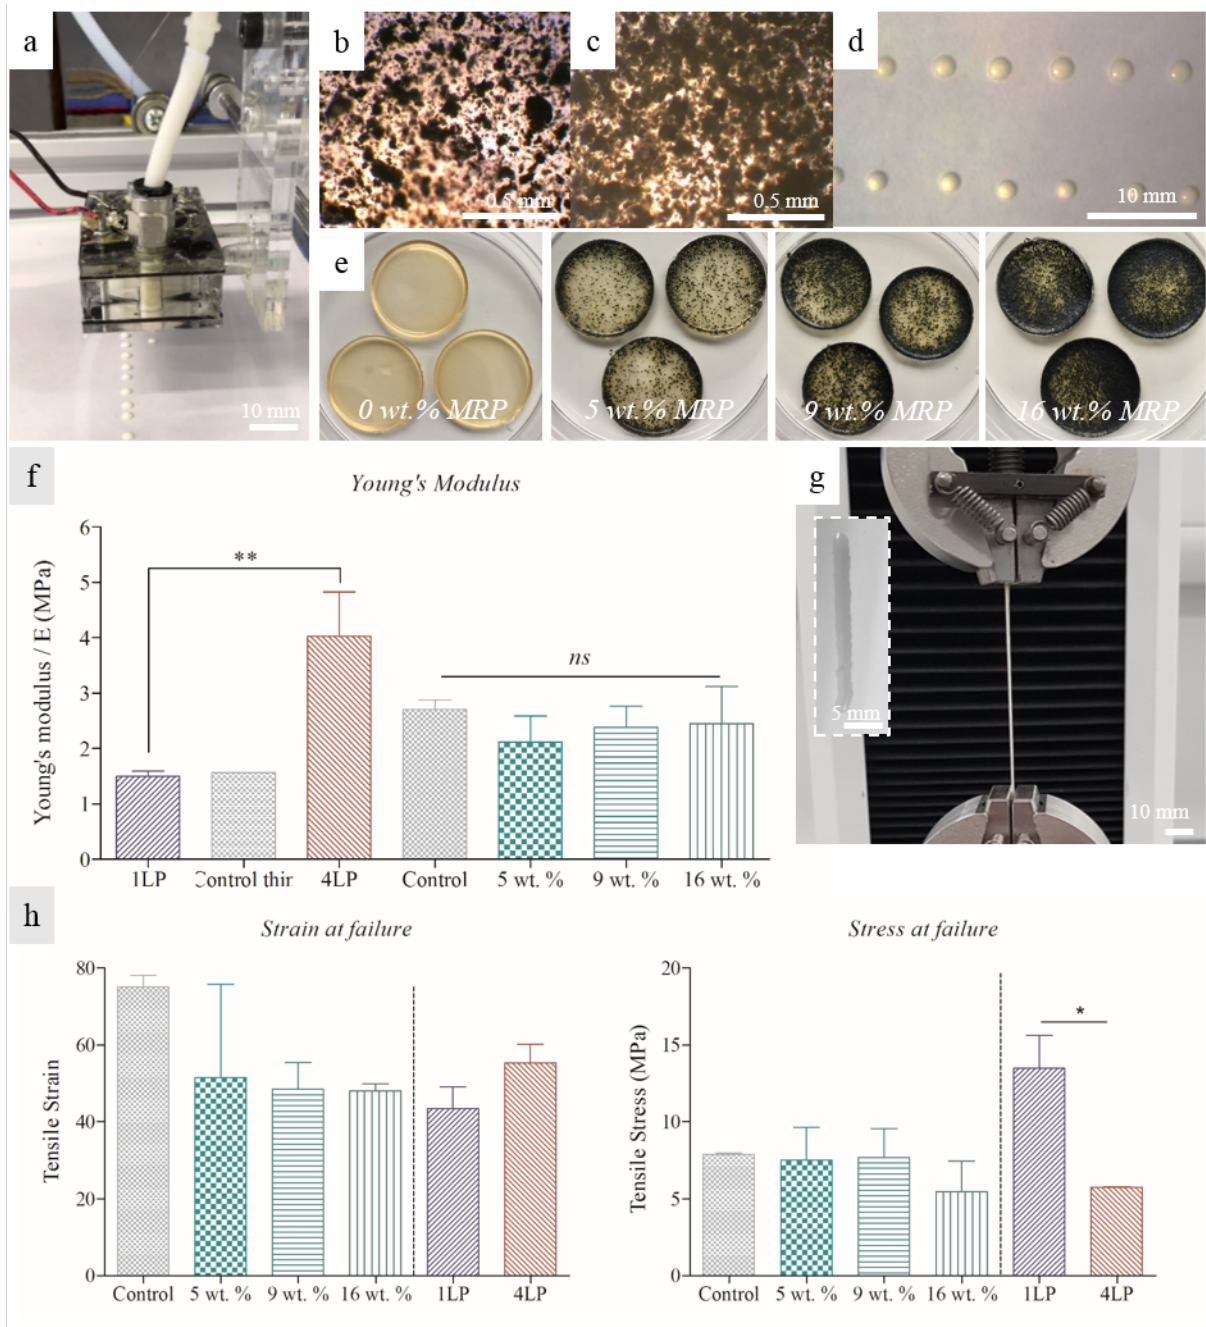 a
b
c
d
10 mm
0.5 mm
0.5 mm
10 mm
e
0 wt.% MRP
5 wt.% MRP
9 wt.% MRP
16 wt.% MRP
f
Young's Modulus
Young's modulus / E (MPa)
6
5
4
3
2
1
0
**
ns
1LP
Control thin
4LP
Control
5 wt. %
9 wt. %
16 wt. %
g
5 mm
10 mm
h
Strain at failure
Tensile Strain
80
60
40
20
0
Control
5 wt. %
9 wt. %
16 wt. %
1LP
4LP
Stress at failure
Tensile Stress (MPa)
20
15
10
5
0
*
Control
5 wt. %
9 wt. %
16 wt. %
1LP
4LP